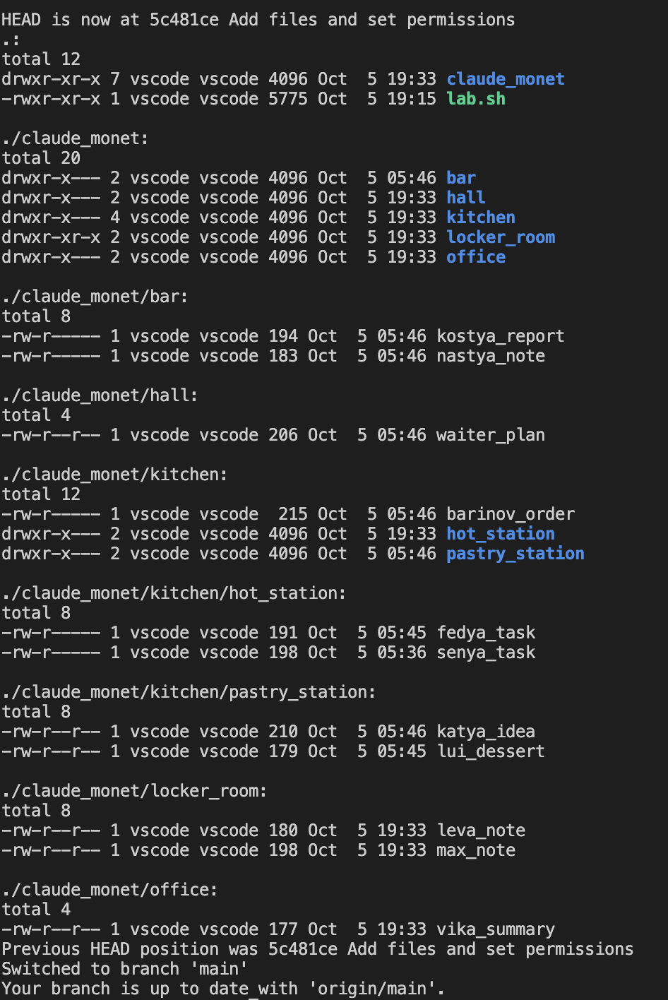 HEAD is now at 5c481ce Add files and set permissions
.:
total 12
drwxr-xr-x 7 vscode vscode 4096 Oct  5 19:33 claude_monet
-rwxr-xr-x 1 vscode vscode 5775 Oct  5 19:15 lab.sh

./claude_monet:
total 20
drwxr-x--- 2 vscode vscode 4096 Oct  5 05:46 bar
drwxr-x--- 2 vscode vscode 4096 Oct  5 19:33 hall
drwxr-x--- 4 vscode vscode 4096 Oct  5 19:33 kitchen
drwxr-xr-x 2 vscode vscode 4096 Oct  5 19:33 locker_room
drwxr-x--- 2 vscode vscode 4096 Oct  5 19:33 office

./claude_monet/bar:
total 8
-rw-r----- 1 vscode vscode 194 Oct  5 05:46 kostya_report
-rw-r----- 1 vscode vscode 183 Oct  5 05:46 nastya_note

./claude_monet/hall:
total 4
-rw-r--r-- 1 vscode vscode 206 Oct  5 05:46 waiter_plan

./claude_monet/kitchen:
total 12
-rw-r----- 1 vscode vscode  215 Oct  5 05:46 barinov_order
drwxr-x--- 2 vscode vscode 4096 Oct  5 19:33 hot_station
drwxr-x--- 2 vscode vscode 4096 Oct  5 05:46 pastry_station

./claude_monet/kitchen/hot_station:
total 8
-rw-r----- 1 vscode vscode 191 Oct  5 05:45 fedya_task
-rw-r----- 1 vscode vscode 198 Oct  5 05:36 senya_task

./claude_monet/kitchen/pastry_station:
total 8
-rw-r--r-- 1 vscode vscode 210 Oct  5 05:46 katya_idea
-rw-r--r-- 1 vscode vscode 179 Oct  5 05:45 lui_dessert

./claude_monet/locker_room:
total 8
-rw-r--r-- 1 vscode vscode 180 Oct  5 19:33 leva_note
-rw-r--r-- 1 vscode vscode 198 Oct  5 19:33 max_note

./claude_monet/office:
total 4
-rw-r--r-- 1 vscode vscode 177 Oct  5 19:33 vika_summary
Previous HEAD position was 5c481ce Add files and set permissions
Switched to branch 'main'
Your branch is up to date with 'origin/main'.